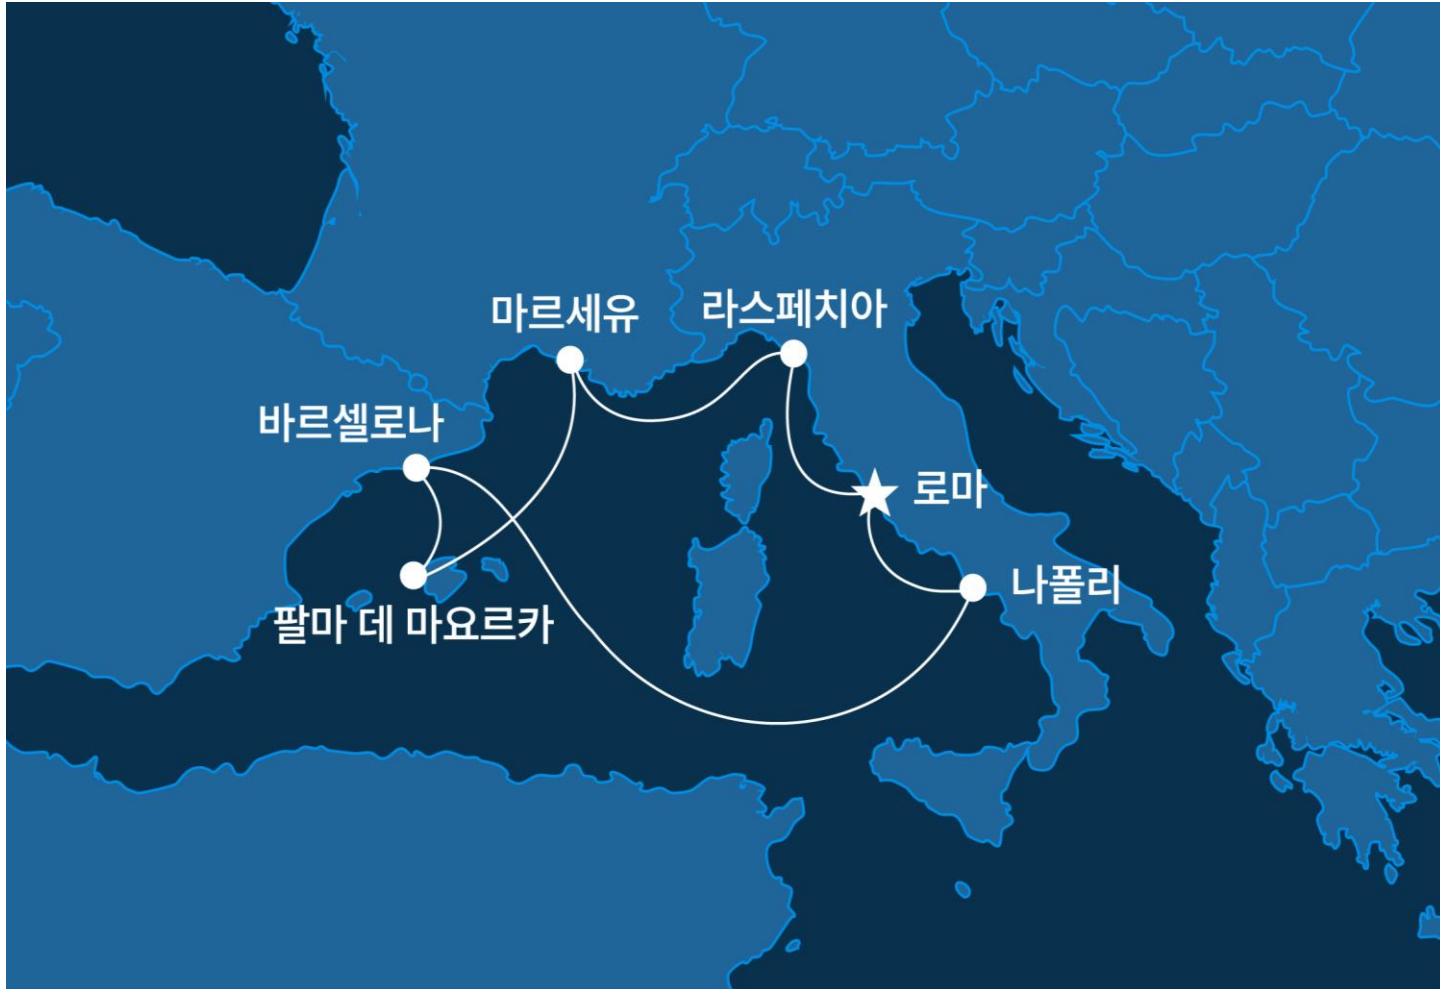 라스페치아
마르세유
바르셀로나
로마
나폴리
팔마 데 마요르카